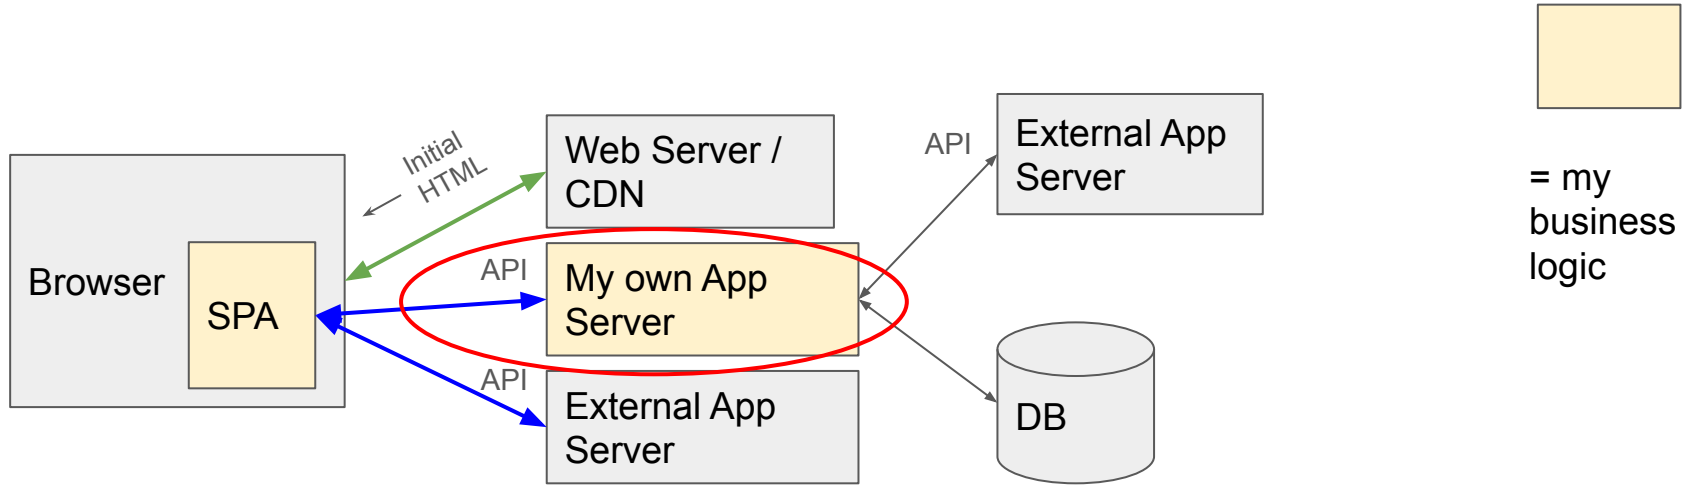 Browser
SPA
Initial
HTML
Web Server /
CDN
API
My own App
Server
API
External App
Server
API
External App
Server
DB
= my
business
logic